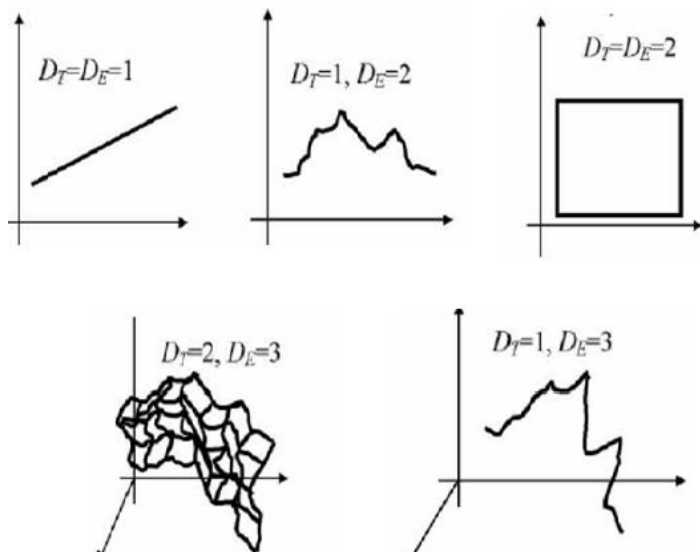 D_T=D_E=1
D_T=1, D_E=2
D_T=D_E=2
D_T=2, D_E=3
D_T=1, D_E=3